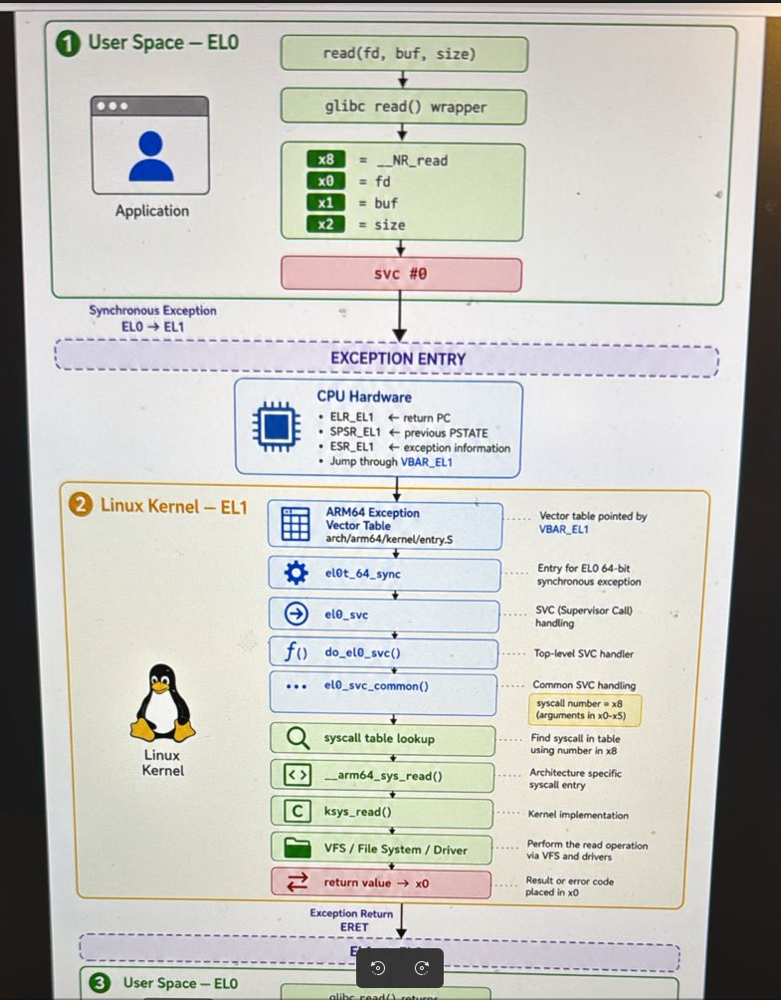 1 User Space – EL0
read(fd, buf, size)
glibc read() wrapper
x8 = __NR_read
x0 = fd
x1 = buf
x2 = size
Application
svc #0
Synchronous Exception
EL0 → EL1
EXCEPTION ENTRY
CPU Hardware
• ELR_EL1 ← return PC
• SPSR_EL1 ← previous PSTATE
• ESR_EL1 ← exception information
• Jump through VBAR_EL1
2 Linux Kernel – EL1
ARM64 Exception
Vector Table
arch/arm64/kernel/entry.S
Vector table pointed by
VBAR_EL1
el0t_64_sync
Entry for EL0 64-bit
synchronous exception
el0_svc
SVC (Supervisor Call)
handling
f() do_el0_svc()
Top-level SVC handler
... el0_svc_common()
Common SVC handling
syscall number = x8
(arguments in x0-x5)
syscall table lookup
Find syscall in table
using number in x8
<> __arm64_sys_read()
Architecture specific
syscall entry
C ksys_read()
Kernel implementation
VFS / File System / Driver
Perform the read operation
via VFS and drivers
return value → x0
Result or error code
placed in x0
Linux
Kernel
Exception Return
ERET
3 User Space – EL0
glibc read() returns